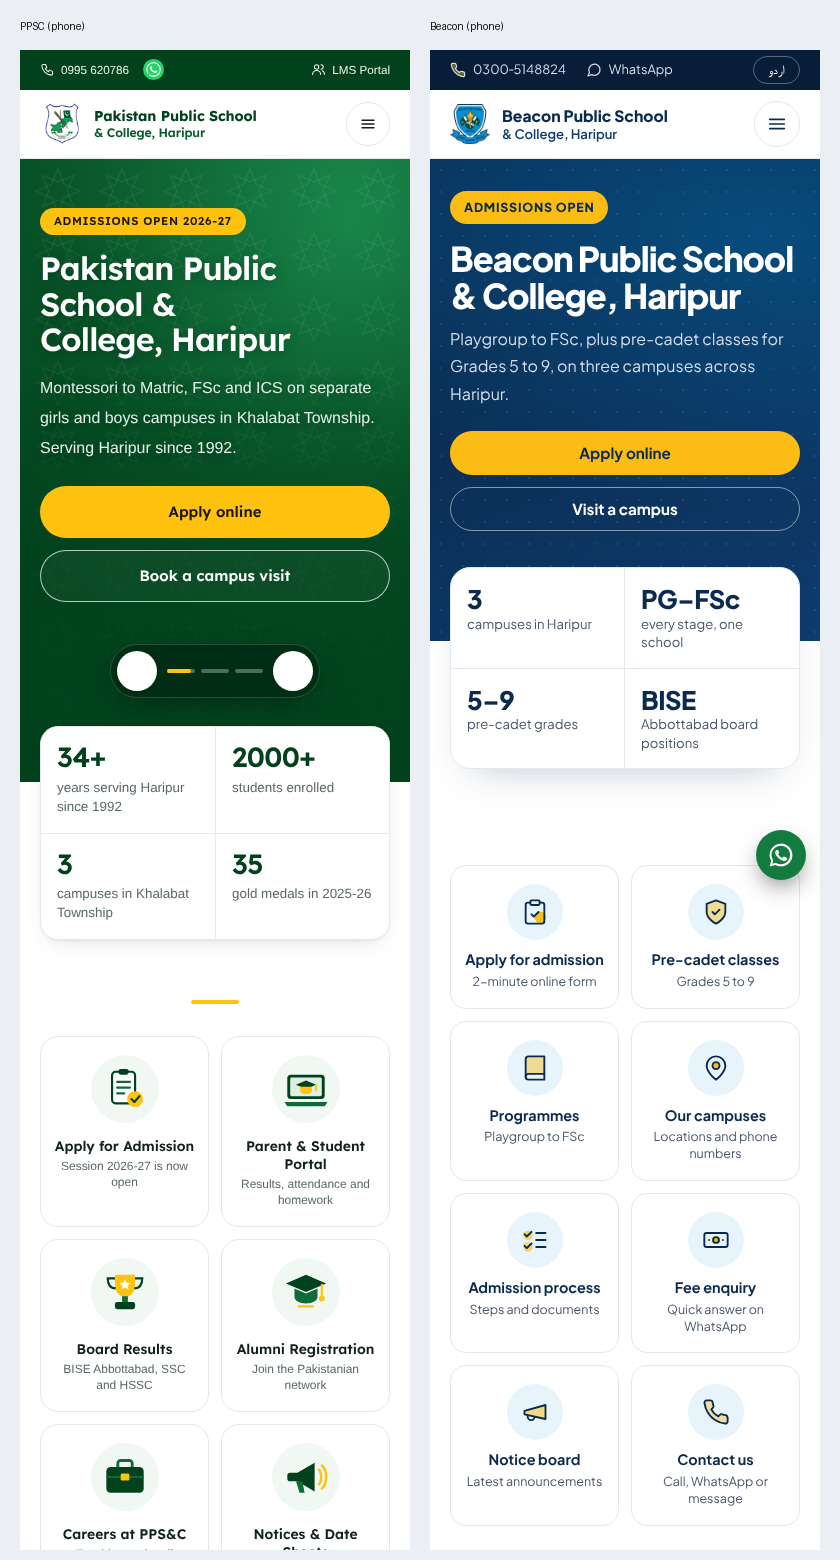 PPSC (phone)
0995 620786
LMS Portal
Pakistan Public School
& College, Haripur
ADMISSIONS OPEN 2026-27
Pakistan Public
School &
College, Haripur
Montessori to Matric, FSc and ICS on separate
girls and boys campuses in Khalabat Township.
Serving Haripur since 1992.
Apply online
Book a campus visit
34+
years serving Haripur
since 1992
2000+
students enrolled
3
campuses in Khalabat
Township
35
gold medals in 2025-26
Apply for Admission
Session 2026-27 is now
open
Parent & Student
Portal
Results, attendance and
homework
Board Results
BISE Abbottabad, SSC
and HSSC
Alumni Registration
Join the Pakistanian
network
Careers at PPS&C
Notices & Date
Beacon (phone)
0300-5148824
WhatsApp
اردو
Beacon Public School
& College, Haripur
ADMISSIONS OPEN
Beacon Public School
& College, Haripur
Playgroup to FSc, plus pre-cadet classes for
Grades 5 to 9, on three campuses across
Haripur.
Apply online
Visit a campus
3
campuses in Haripur
PG–FSc
every stage, one
school
5–9
pre-cadet grades
BISE
Abbottabad board
positions
Apply for admission
2-minute online form
Pre-cadet classes
Grades 5 to 9
Programmes
Playgroup to FSc
Our campuses
Locations and phone
numbers
Admission process
Steps and documents
Fee enquiry
Quick answer on
WhatsApp
Notice board
Latest announcements
Contact us
Call, WhatsApp or
message